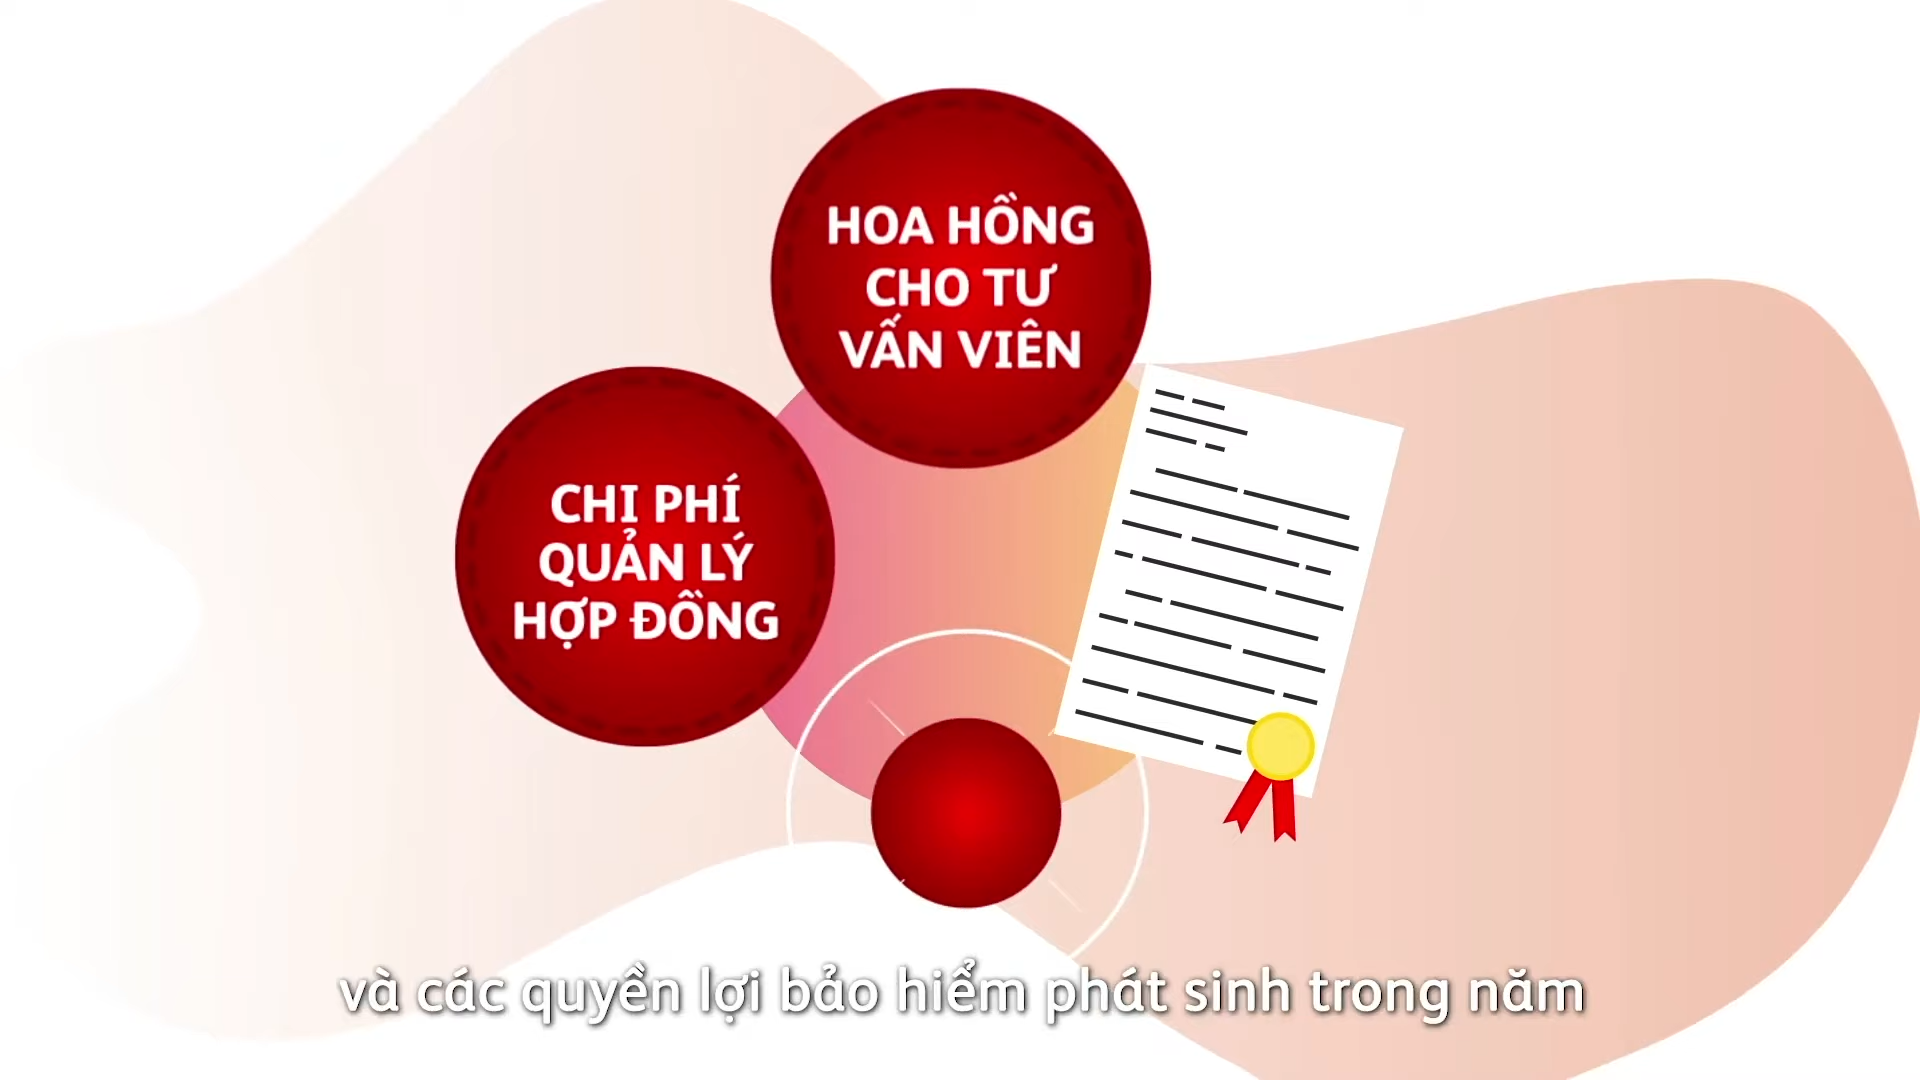 HOA HỒNG
CHO TƯ
VẤN VIÊN
CHI PHÍ
QUẢN LÝ
HỢP ĐỒNG
và các quyền lợi bảo hiểm phát sinh trong năm